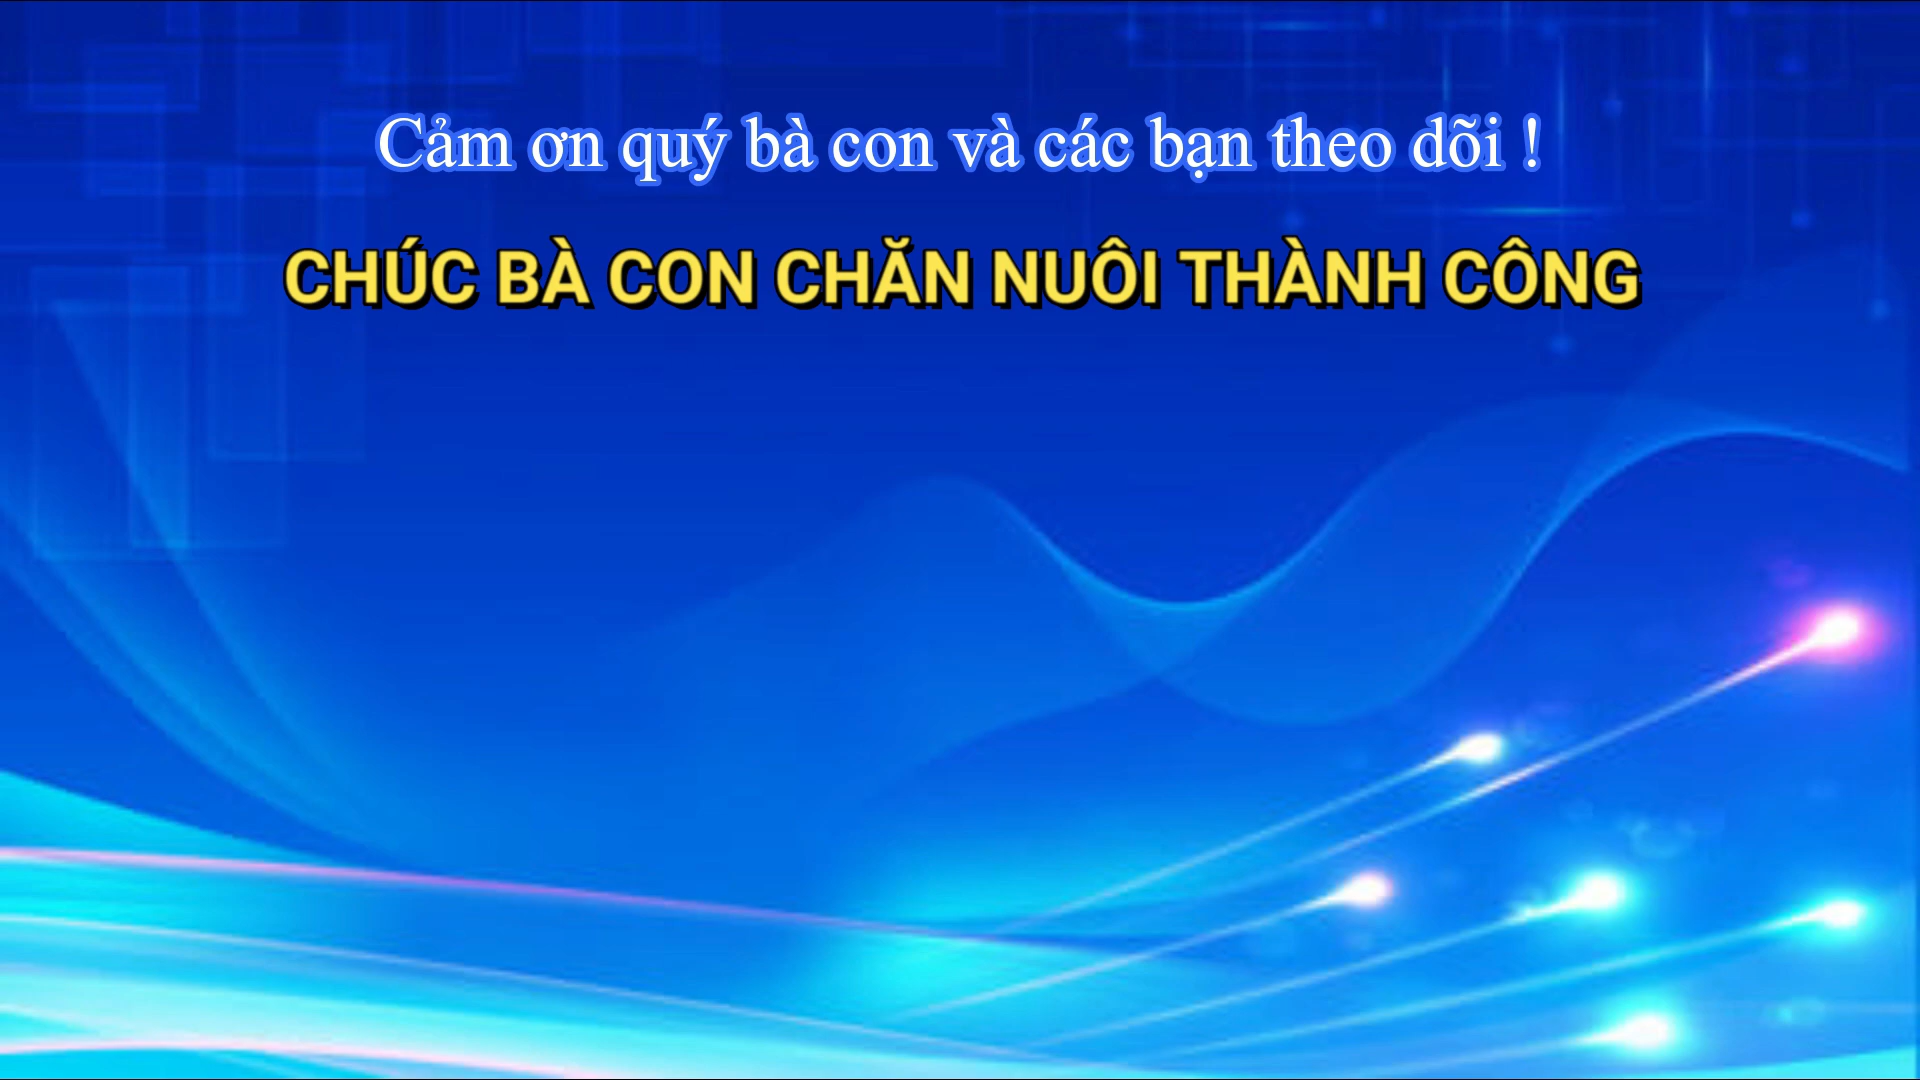 Cảm ơn quý bà con và các bạn theo dõi !
CHÚC BÀ CON CHĂN NUÔI THÀNH CÔNG